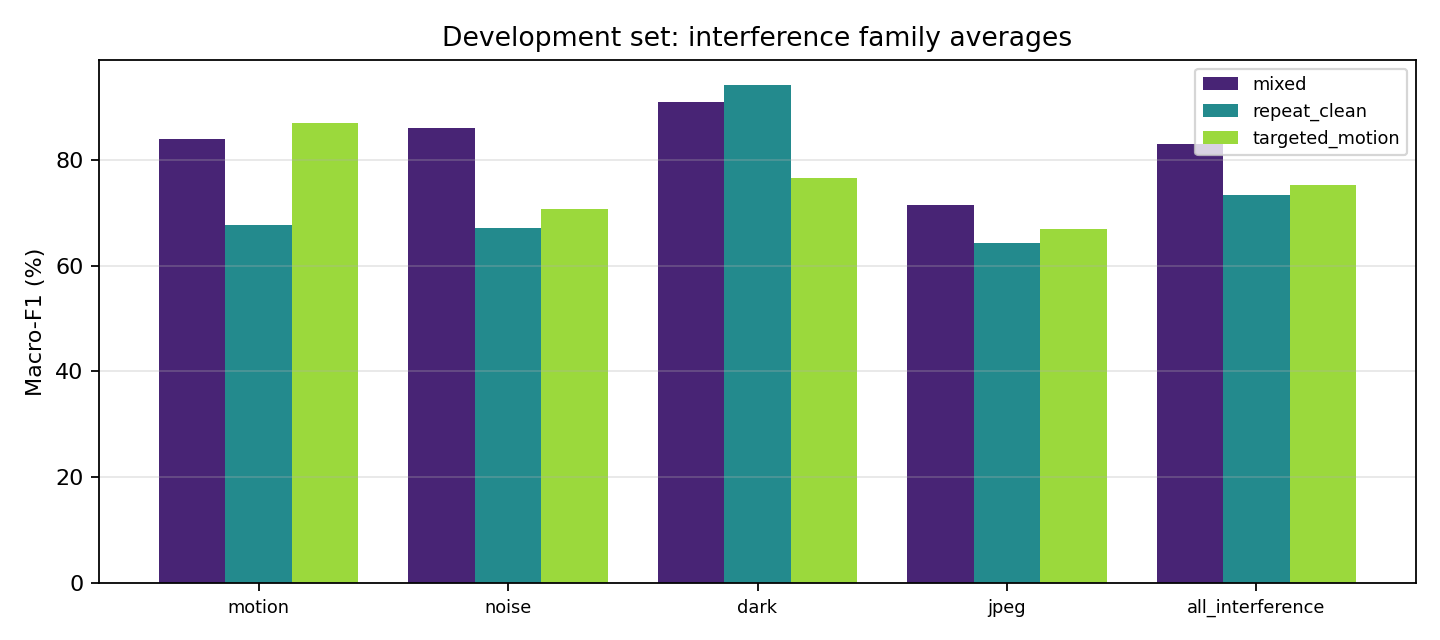 Development set: interference family averages
mixed
repeat_clean
targeted_motion
Macro-F1 (%)
80
60
40
20
0
motion noise dark jpeg all_interference